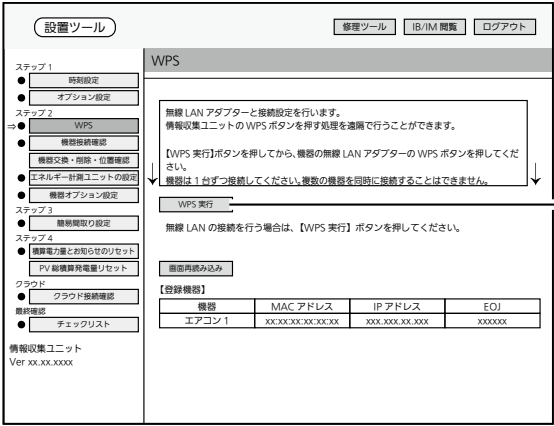 設置ツール
修理ツール
IB/IM 閲覧
ログアウト
ステップ 1
● 時刻設定
● オプション設定
ステップ 2
⇒● WPS
● 機器接続確認
機器交換・削除・位置確認
● エネルギー計測ユニットの設定
● 機器オプション設定
ステップ 3
● 簡易間取り設定
ステップ 4
● 積算電力量とお知らせのリセット
PV 総積算発電量リセット
クラウド
● クラウド接続確認
最終確認
● チェックリスト
情報収集ユニット
Ver xx.xx.xxxx
WPS
無線 LAN アダプターと接続設定を行います。
情報収集ユニットの WPS ボタンを押す処理を遠隔で行うことができます。
【WPS 実行】ボタンを押してから、機器の無線 LAN アダプターの WPS ボタンを押してくだ
さい。
機器は 1 台ずつ接続してください。複数の機器を同時に接続することはできません。
WPS 実行
無線 LAN の接続を行う場合は、【WPS 実行】ボタンを押してください。
画面再読み込み
【登録機器】
機器 MAC アドレス IP アドレス EOJ
エアコン 1 xx:xx:xx:xx:xx:xx xxx.xxx.xx.xxx xxxxxx